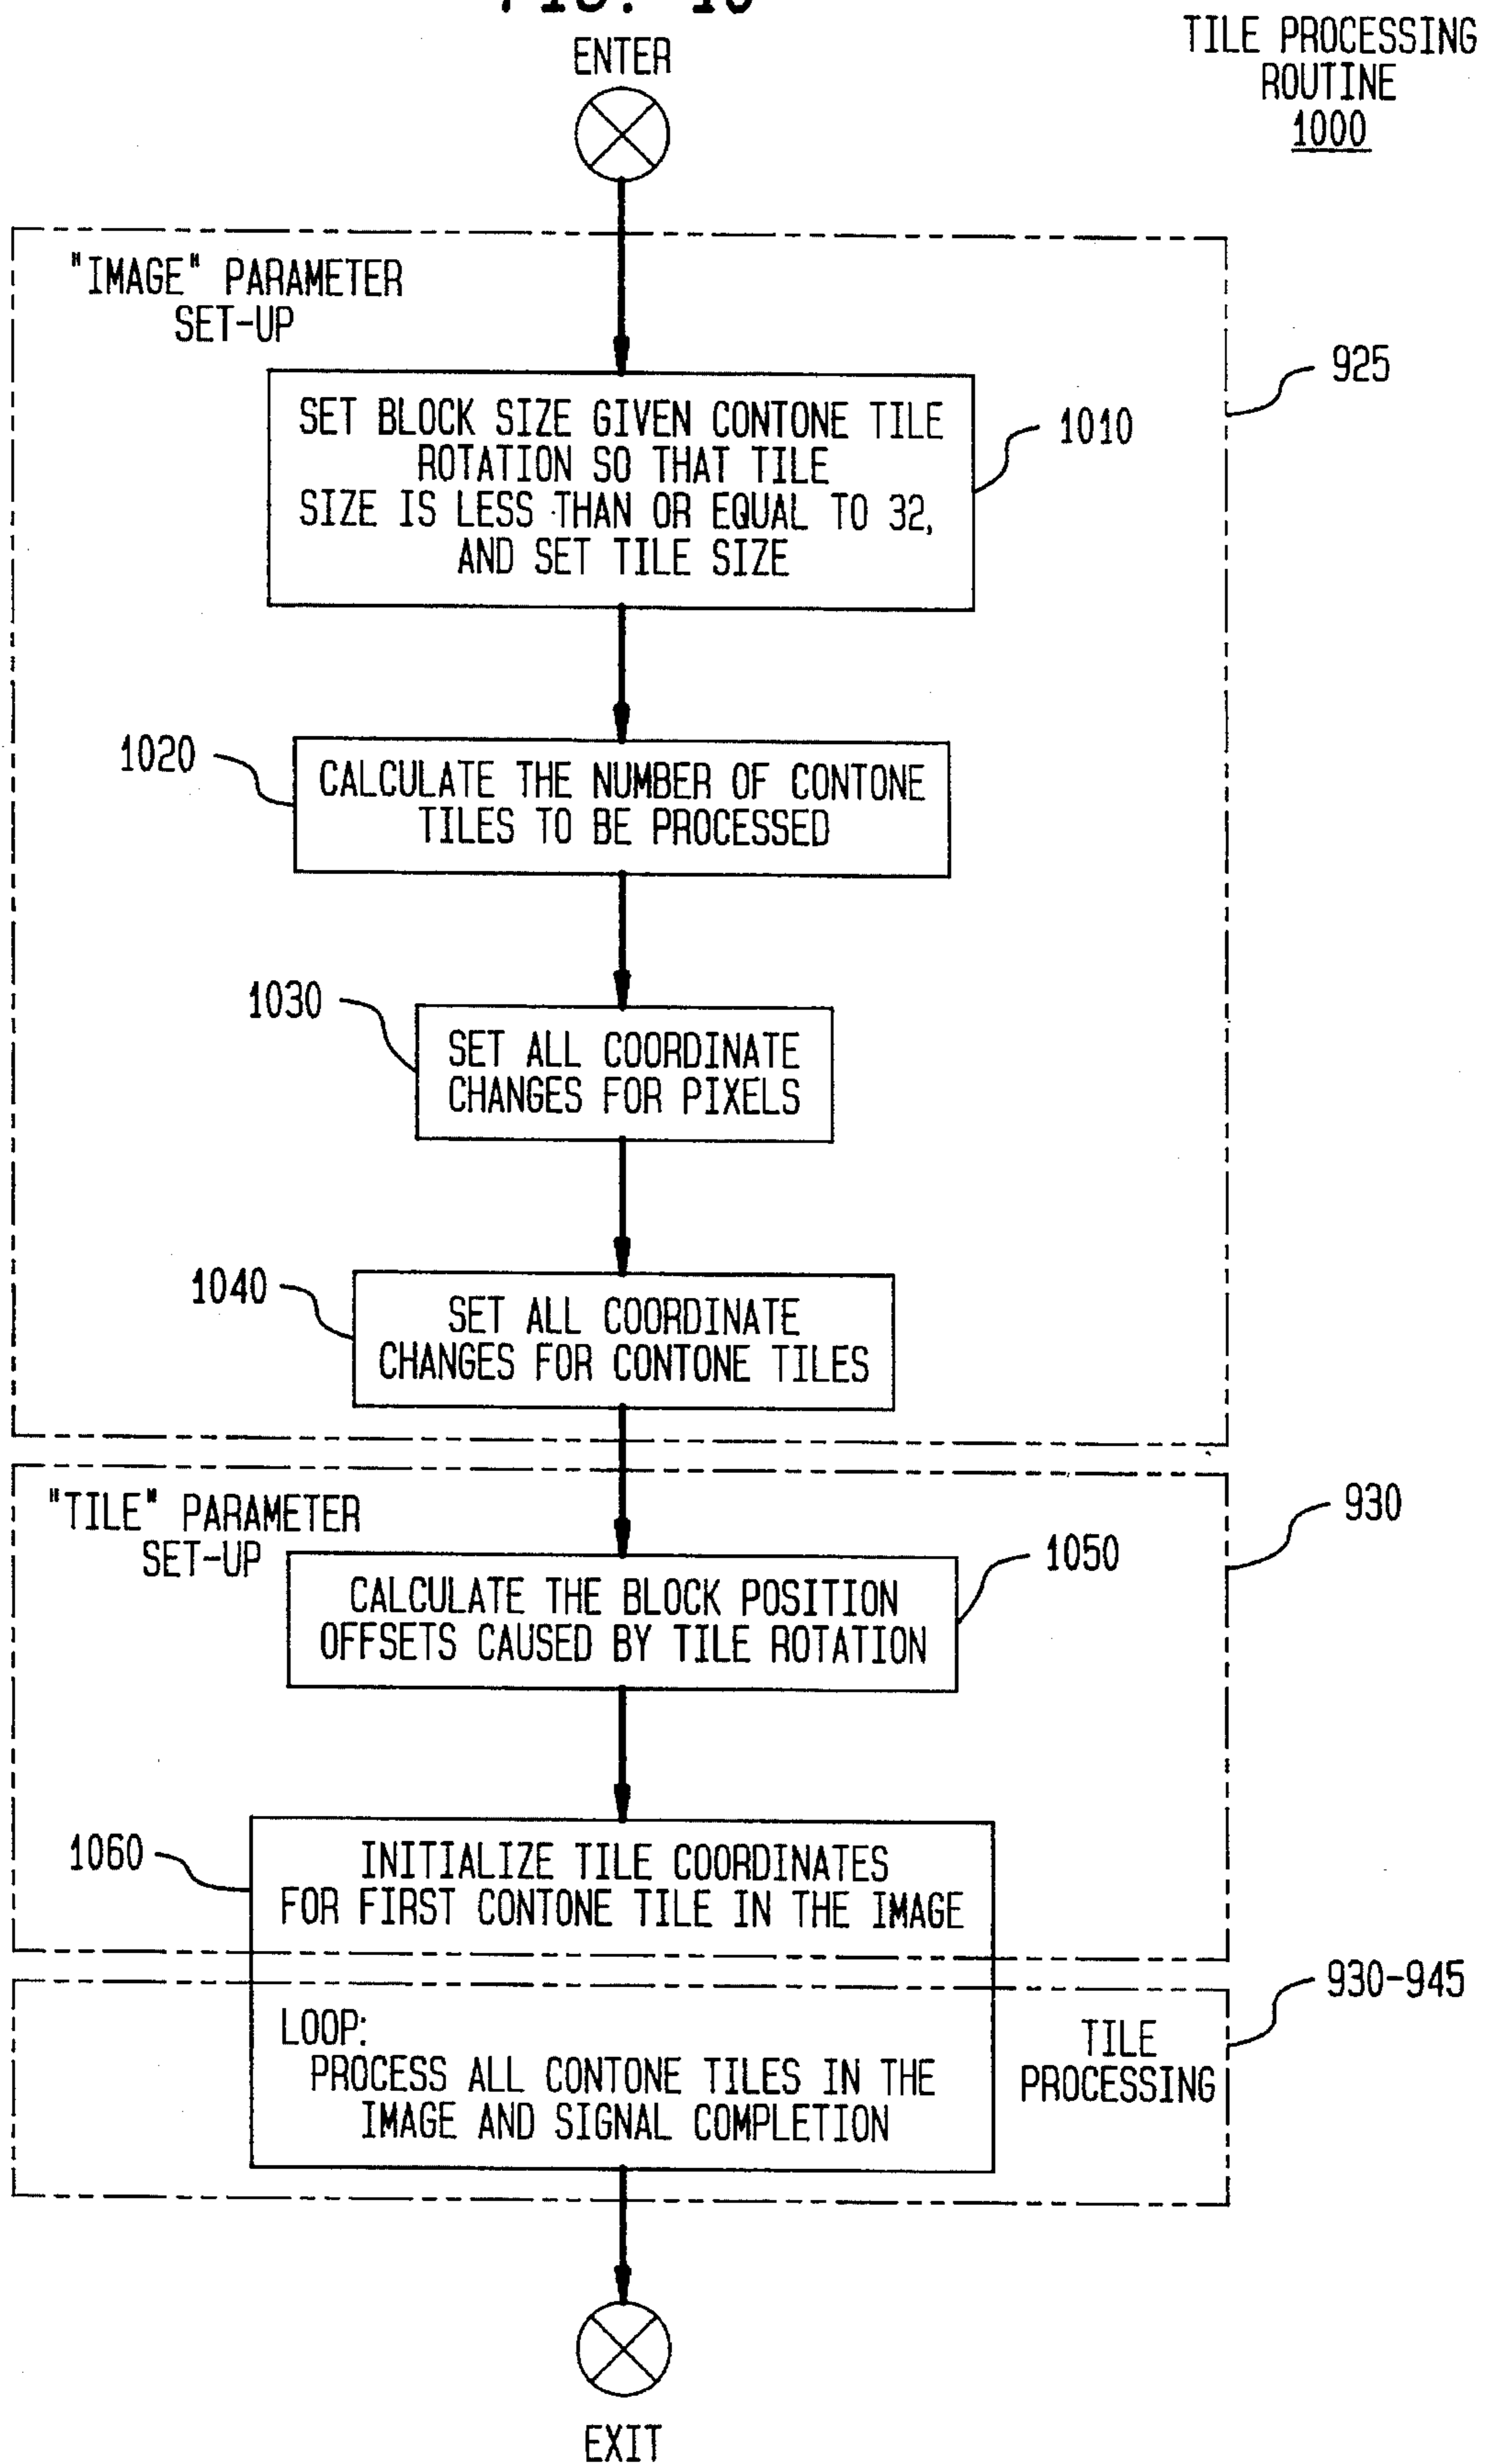 FIG. 10
ENTER
TILE PROCESSING
ROUTINE
1000
"IMAGE" PARAMETER
SET-UP
925
SET BLOCK SIZE GIVEN CONTONE TILE
ROTATION SO THAT TILE
SIZE IS LESS THAN OR EQUAL TO 32,
AND SET TILE SIZE
1010
1020
CALCULATE THE NUMBER OF CONTONE
TILES TO BE PROCESSED
1030
SET ALL COORDINATE
CHANGES FOR PIXELS
1040
SET ALL COORDINATE
CHANGES FOR CONTONE TILES
"TILE" PARAMETER
SET-UP
930
1050
CALCULATE THE BLOCK POSITION
OFFSETS CAUSED BY TILE ROTATION
1060
INITIALIZE TILE COORDINATES
FOR FIRST CONTONE TILE IN THE IMAGE
930-945
LOOP:
PROCESS ALL CONTONE TILES IN THE
IMAGE AND SIGNAL COMPLETION
TILE
PROCESSING
EXIT